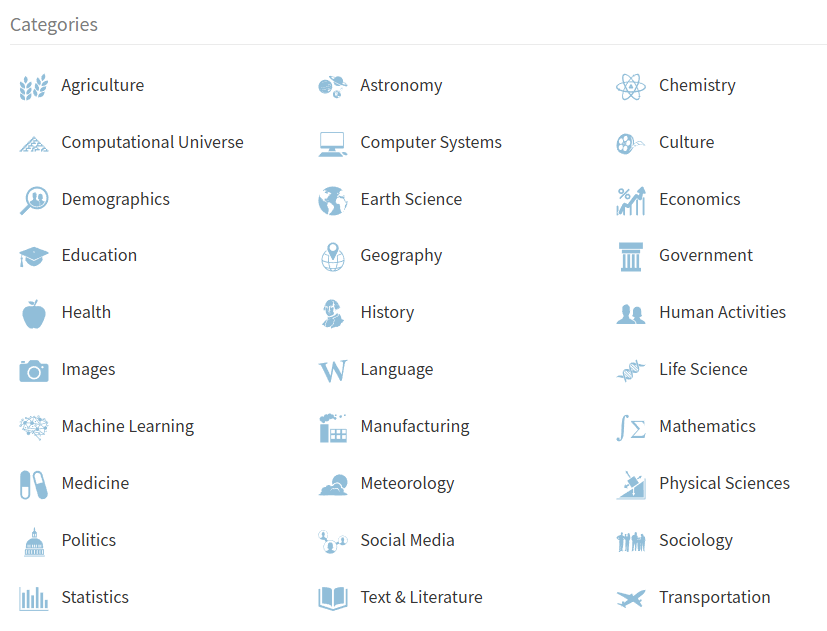 Categories
Agriculture
Astronomy
Chemistry
Computational Universe
Computer Systems
Culture
Demographics
Earth Science
Economics
Education
Geography
Government
Health
History
Human Activities
Images
Language
Life Science
Machine Learning
Manufacturing
Mathematics
Medicine
Meteorology
Physical Sciences
Politics
Social Media
Sociology
Statistics
Text & Literature
Transportation